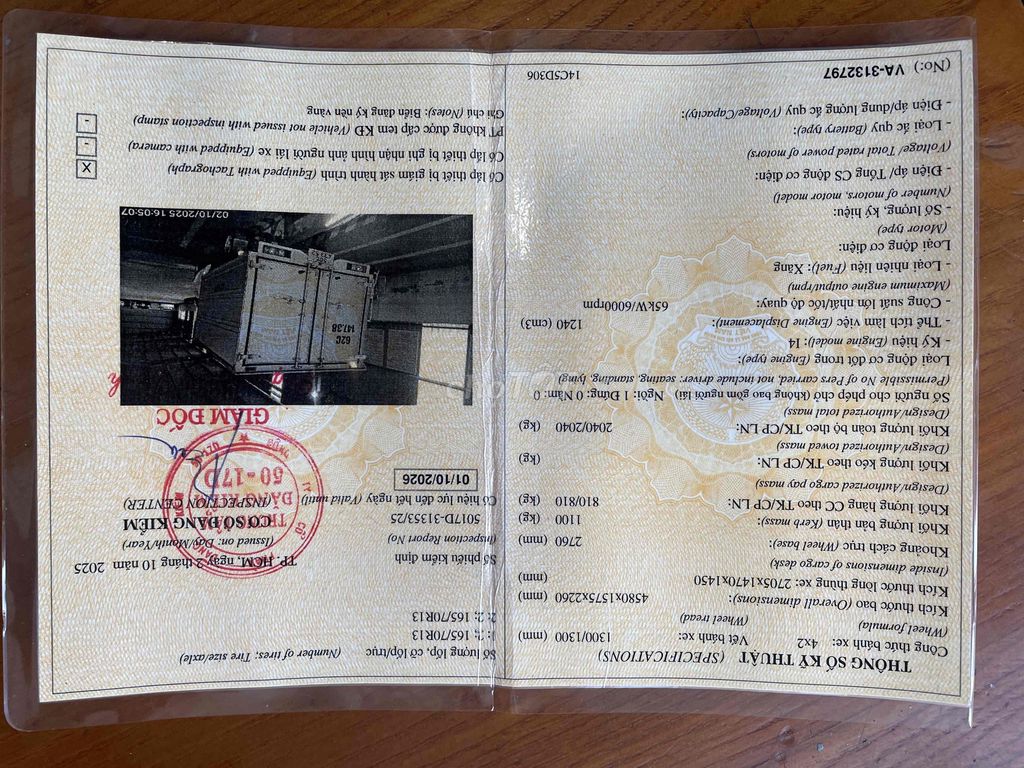 THÔNG SỐ KỸ THUẬT (SPECIFICATIONS)
Công thức bánh xe: 4x2 Vết bánh xe: 1300/1300 (mm)
(Wheel formula) (Wheel tread)
Kích thước bao (Overall dimensions): 4580x1575x2260 (mm)
Kích thước lòng thùng xe: 2705x1470x1450 (mm)
(Inside dimensions of cargo desk)
Khoảng cách trục (Wheel base): 2760 (mm)
Khối lượng bản thân (Kerb mass): 1100 (kg)
Khối lượng hàng CC theo TK/CP LN: 810/810 (kg)
(Design/Authorized cargo pay mass)
Khối lượng kéo theo TK/CP LN: (kg)
(Design/Authorized towed mass)
Khối lượng toàn bộ theo TK/CP LN: 2040/2040 (kg)
(Design/Authorized total mass)
Số người cho phép chở (không bao gồm người lái) Ngồi: 1 Đứng: 0 Nằm: 0
(Permissible No of Pers carried, not include driver: seating, standing, lying)
Loại động cơ đốt trong (Engine type):
- Ký hiệu (Engine model): I4
- Thể tích làm việc (Engine Displacement): 1240 (cm3)
- Công suất lớn nhất/tốc độ quay: 65kW/6000rpm
(Maximum engine output/rpm)
- Loại nhiên liệu (Fuel): Xăng
Loại động cơ điện:
(Motor type)
- Số lượng, ký hiệu:
(Number of motors, motor model)
- Điện áp/ Tổng CS động cơ điện:
(Voltage/ Total rated power of motors)
- Loại ắc quy (Battery type):
- Điện áp/dung lượng ắc quy (Voltage/Capacity):
(No:) VA-3132797 14C5D306
Số lượng lốp, cỡ lốp/trục (Number of tires; Tire size/axle)
1: 2; 165/70R13
2: 2; 165/70R13
Số phiếu kiểm định TP. HCM, ngày 2 tháng 10 năm 2025
(Inspection Report No) (Issued on: Day/Month/Year)
5017D-31353/25 CƠ SỞ ĐĂNG KIỂM
Có hiệu lực đến hết ngày (Valid until) (INSPECTION CENTER)
01/10/2026
ĐĂNG KIỂM
50-17D
GIÁM ĐỐC
62C
147.38
02/10/2025 16:05:07
Có lắp thiết bị giám sát hành trình (Equipped with Tachograph) X
Có lắp thiết bị ghi nhận hình ảnh người lái xe (Equipped with camera) -
PT không được cấp tem KĐ (Vehicle not issued with inspection stamp) -
Ghi chú (Notes): Biển đăng ký nền vàng